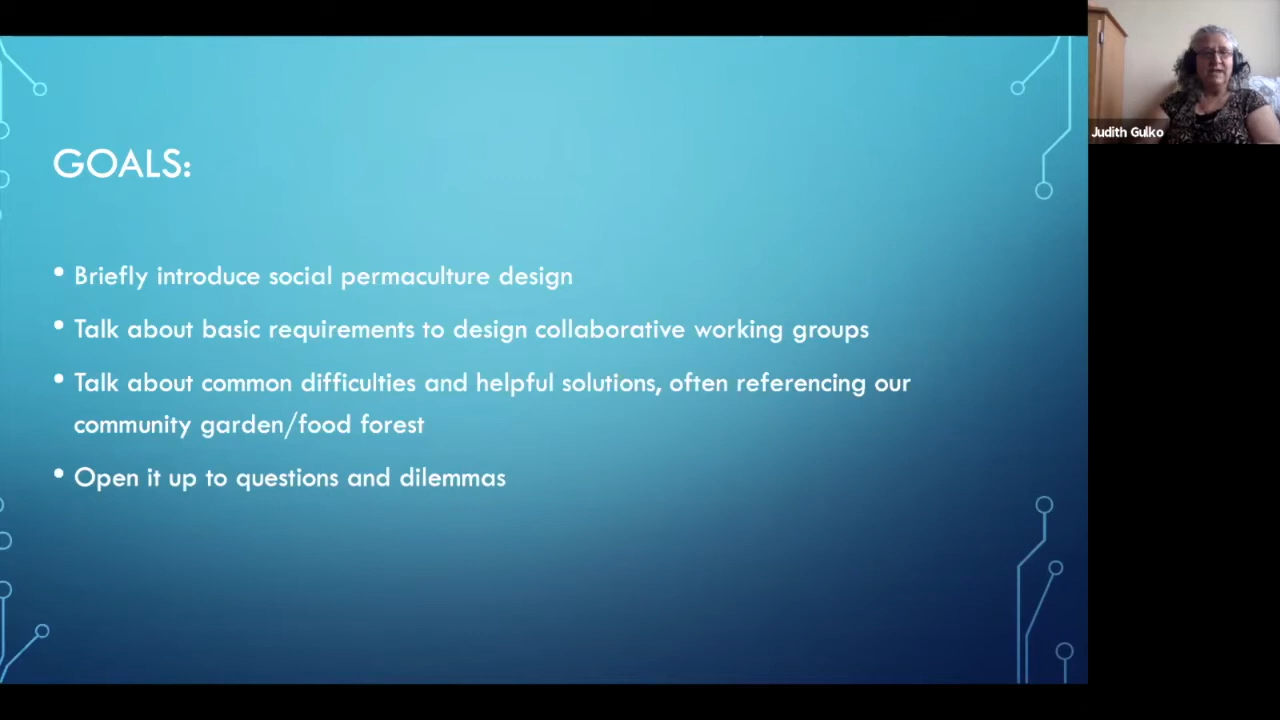 Judith Gulko
GOALS:
• Briefly introduce social permaculture design
• Talk about basic requirements to design collaborative working groups
• Talk about common difficulties and helpful solutions, often referencing our
community garden/food forest
• Open it up to questions and dilemmas